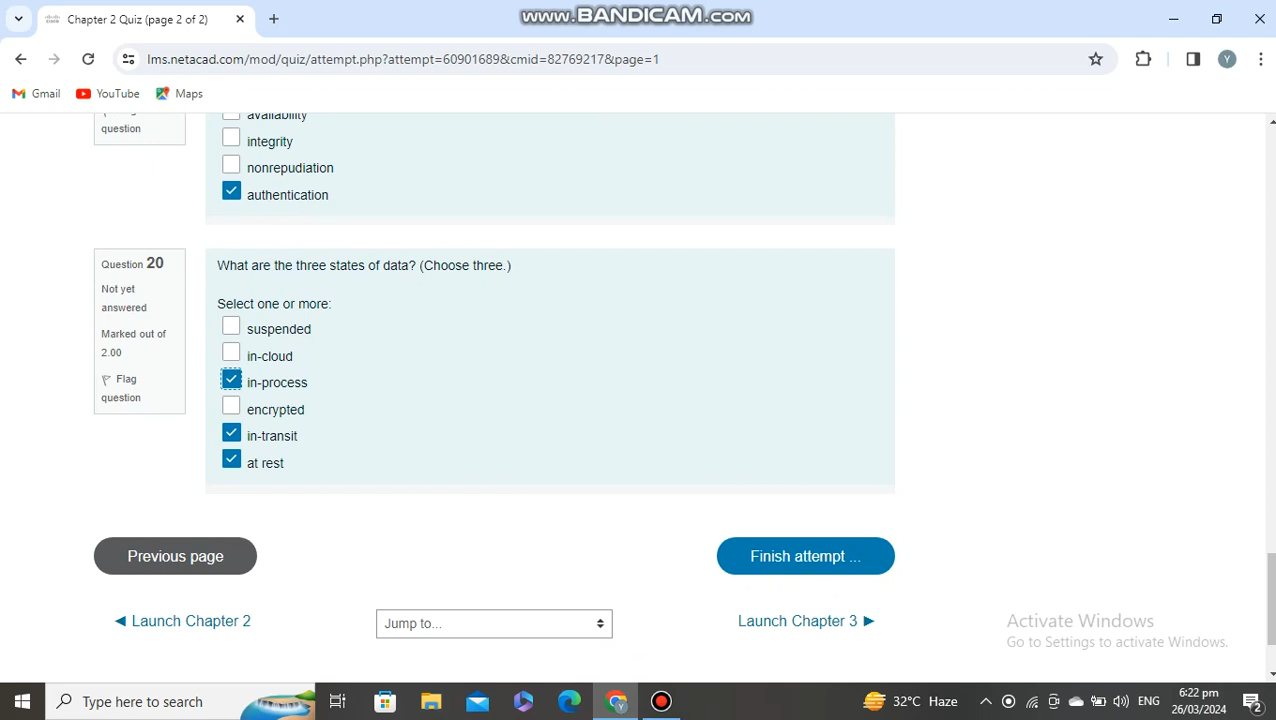 www.BANDICAM.com
Chapter 2 Quiz (page 2 of 2)
lms.netacad.com/mod/quiz/attempt.php?attempt=60901689&cmid=82769217&page=1
Y
Gmail YouTube Maps
question
availability
integrity
nonrepudiation
authentication
Question 20
Not yet
answered
Marked out of
2.00
Flag
question
What are the three states of data? (Choose three.)
Select one or more:
suspended
in-cloud
in-process
encrypted
in-transit
at rest
Previous page
Finish attempt ...
◄ Launch Chapter 2
Jump to...
Launch Chapter 3 ►
Activate Windows
Go to Settings to activate Windows.
Type here to search
32°C Haze
ENG
6:22 pm
26/03/2024
2